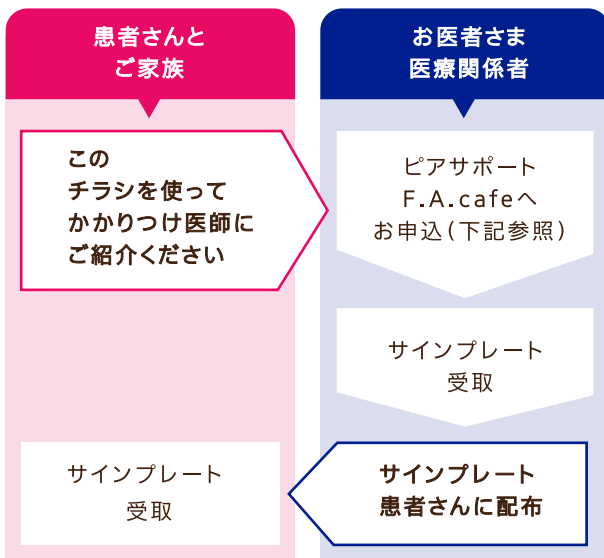 患者さんと
ご家族
お医者さま
医療関係者
この
チラシを使って
かかりつけ医師に
ご紹介ください
ピアサポート
F.A.cafeへ
お申込(下記参照)
サインプレート
受取
サインプレート
患者さんに配布
サインプレート
受取